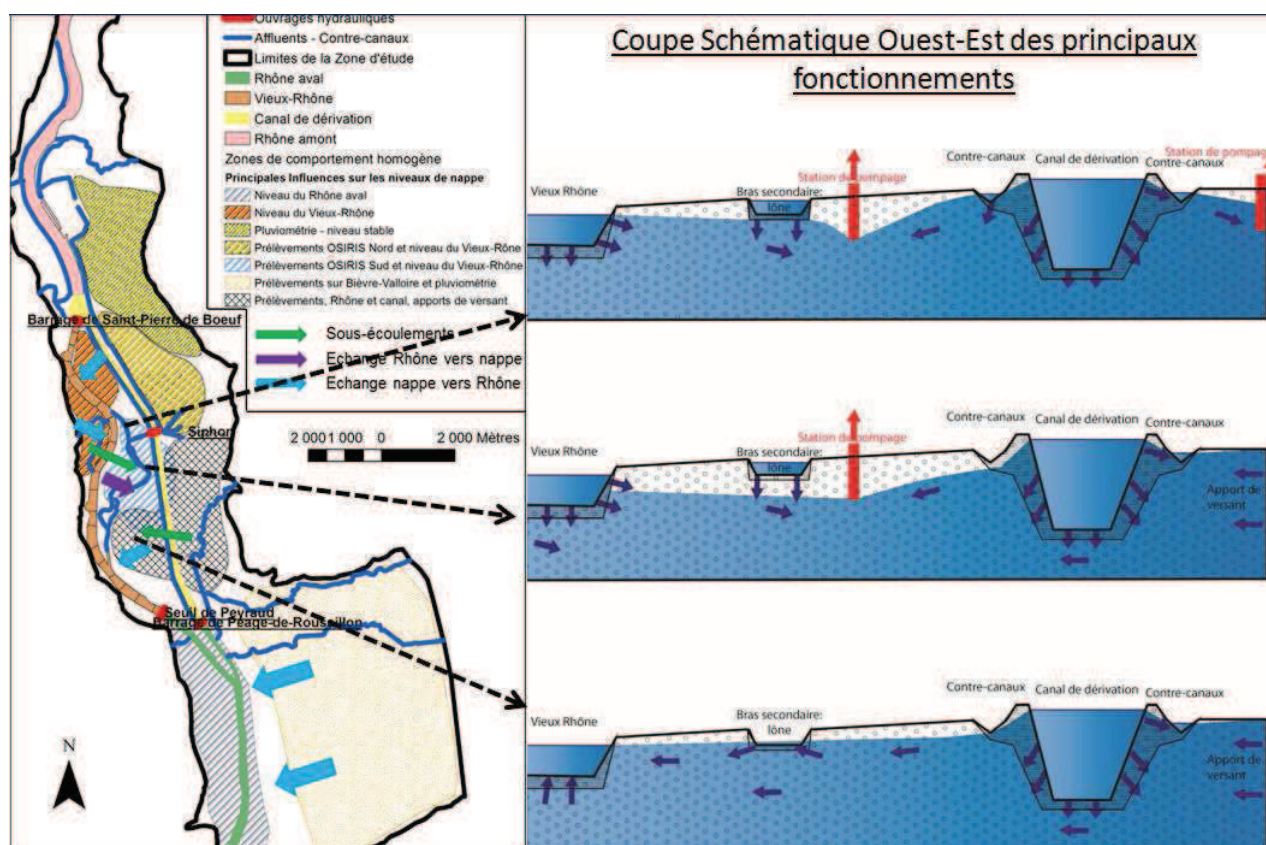 Ouvrages hydrauliques
Affluents - Contre-canaux
Limites de la Zone d'étude
Rhône aval
Vieux-Rhône
Canal de dérivation
Rhône amont
Zones de comportement homogène
Principales Influences sur les niveaux de nappe
Niveau du Rhône aval
Niveau du Vieux-Rhône
Pluviométrie - niveau stable
Prélèvements OSIRIS Nord et niveau du Vieux-Rône
Prélèvements OSIRIS Sud et niveau du Vieux-Rhône
Prélèvements sur Bièvre-Valloire et pluviométrie
Prélèvements, Rhône et canal, apports de versant
Sous-écoulements
Echange Rhône vers nappe
Echange nappe vers Rhône
2 000 1 000 0 2 000 Mètres
Barrage de Saint-Pierre de Boeuf
Siphon
Seuil de Peyraud
Barrage de Péage-de-Roussillon
N
Coupe Schématique Ouest-Est des principaux
fonctionnements
Vieux Rhône
Bras secondaire:
lône
Station de pompage
Contre-canaux
Canal de dérivation
Contre-canaux
Station de pompage
Vieux Rhône
Bras secondaire:
lône
Station de pompage
Contre-canaux
Canal de dérivation
Contre-canaux
Apport de
versant
Vieux Rhône
Bras secondaire:
lône
Contre-canaux
Canal de dérivation
Contre-canaux
Apport de
versant